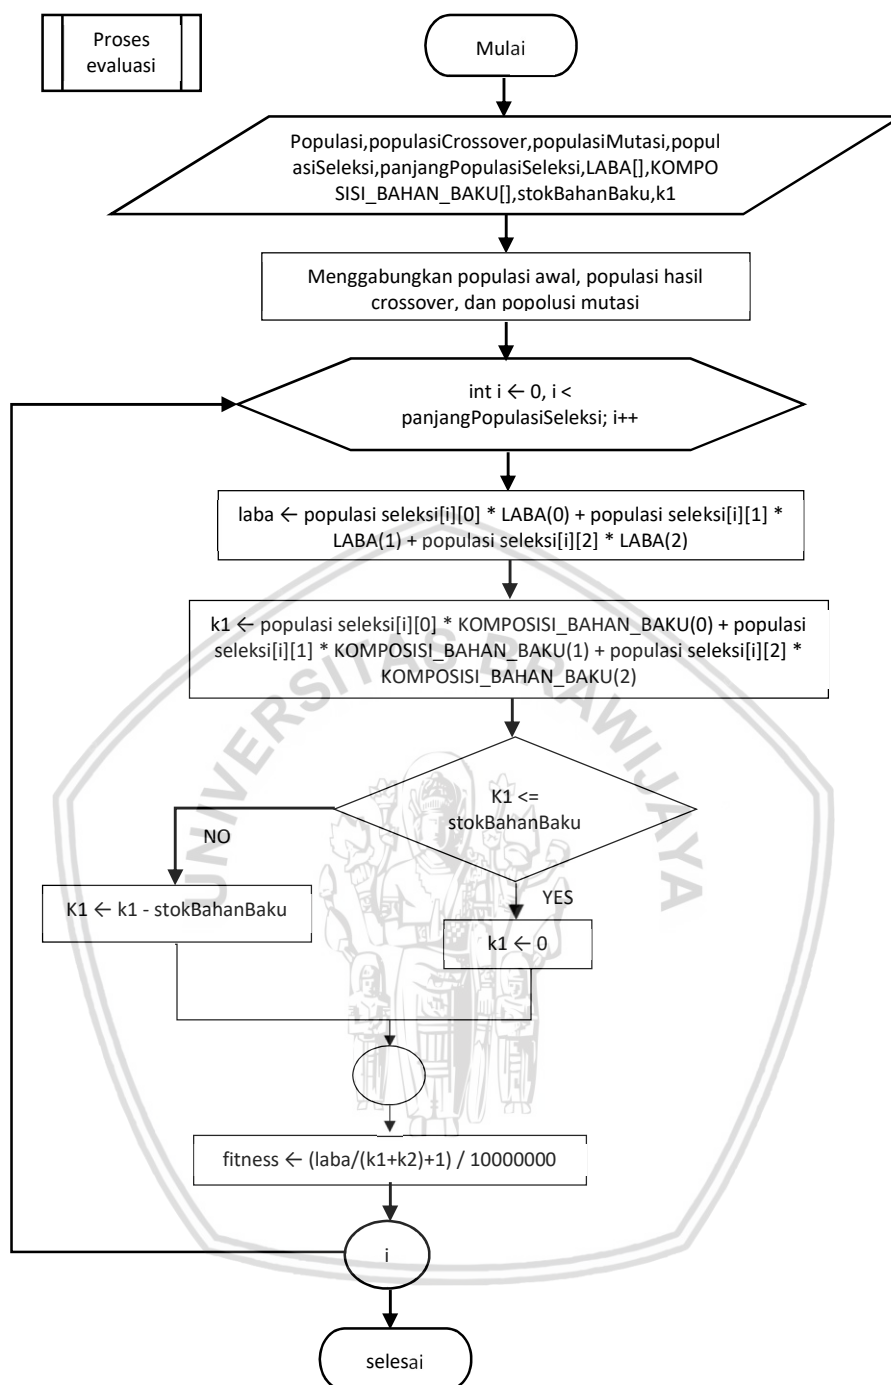 Proses
evaluasi
Mulai
Populasi,populasiCrossover,populasiMutasi,popul
asiSeleksi,panjangPopulasiSeleksi,LABA[],KOMPO
SISI_BAHAN_BAKU[],stokBahanBaku,k1
Menggabungkan populasi awal, populasi hasil
crossover, dan popolusi mutasi
int i ← 0, i <
panjangPopulasiSeleksi; i++
laba ← populasi seleksi[i][0] * LABA(0) + populasi seleksi[i][1] *
LABA(1) + populasi seleksi[i][2] * LABA(2)
k1 ← populasi seleksi[i][0] * KOMPOSISI_BAHAN_BAKU(0) + populasi
seleksi[i][1] * KOMPOSISI_BAHAN_BAKU(1) + populasi seleksi[i][2] *
KOMPOSISI_BAHAN_BAKU(2)
UNIVERSITAS BRAWIJAYA
K1 <=
stokBahanBaku
NO
YES
K1 ← k1 - stokBahanBaku
k1 ← 0
fitness ← (laba/(k1+k2)+1) / 10000000
i
selesai